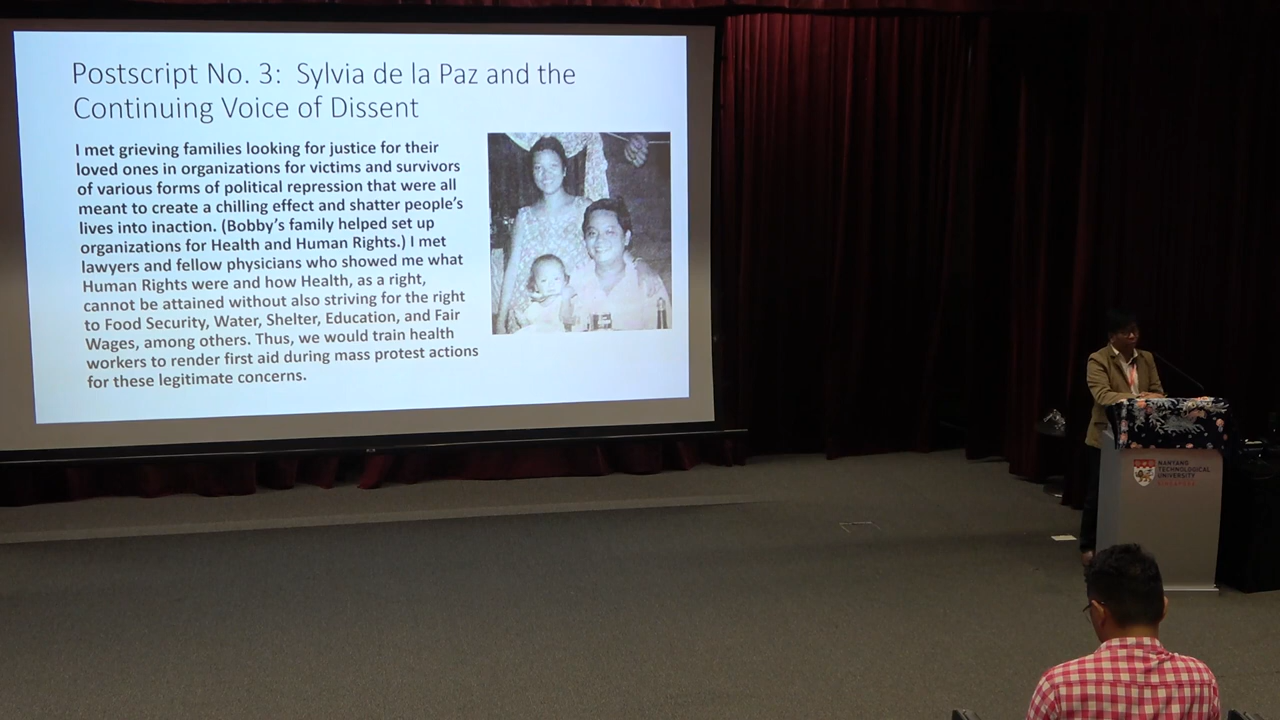 Postscript No. 3: Sylvia de la Paz and the
Continuing Voice of Dissent
I met grieving families looking for justice for their
loved ones in organizations for victims and survivors
of various forms of political repression that were all
meant to create a chilling effect and shatter people's
lives into inaction. (Bobby's family helped set up
organizations for Health and Human Rights.) I met
lawyers and fellow physicians who showed me what
Human Rights were and how Health, as a right,
cannot be attained without also striving for the right
to Food Security, Water, Shelter, Education, and Fair
Wages, among others. Thus, we would train health
workers to render first aid during mass protest actions
for these legitimate concerns.
NANYANG
TECHNOLOGICAL
UNIVERSITY
SINGAPORE